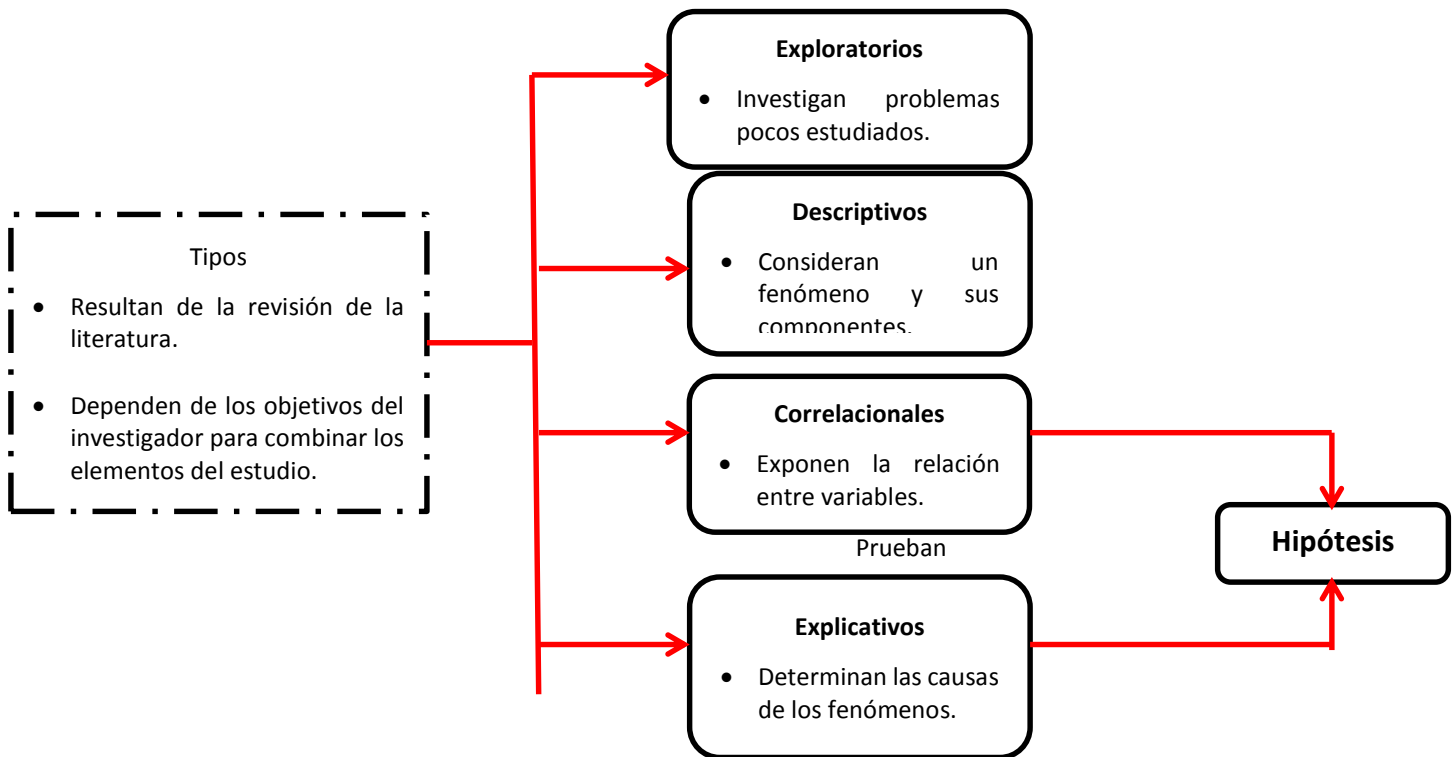 Exploratorios
• Investigan problemas
pocos estudiados.
Descriptivos
• Consideran un
fenómeno y sus
componentes.
Tipos
• Resultan de la revisión de la
literatura.
• Dependen de los objetivos del
investigador para combinar los
elementos del estudio.
Correlacionales
• Exponen la relación
entre variables.
Prueban
Hipótesis
Explicativos
• Determinan las causas
de los fenómenos.